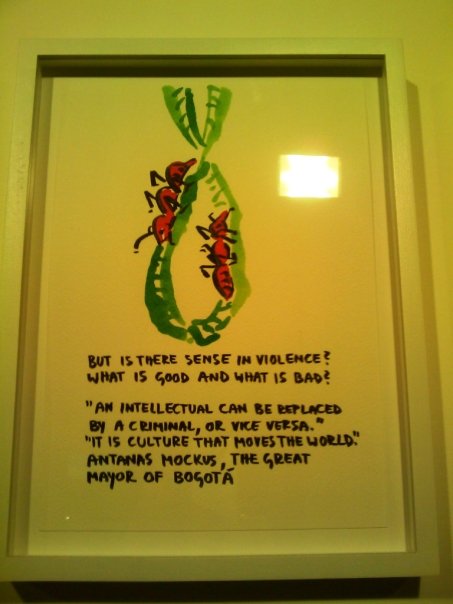 BUT IS THERE SENSE IN VIOLENCE?
WHAT IS GOOD AND WHAT IS BAD?
"AN INTELLECTUAL CAN BE REPLACED
BY A CRIMINAL, OR VICE VERSA."
"IT IS CULTURE THAT MOVES THE WORLD."
ANTANAS MOCKUS, THE GREAT
MAYOR OF BOGOTÁ